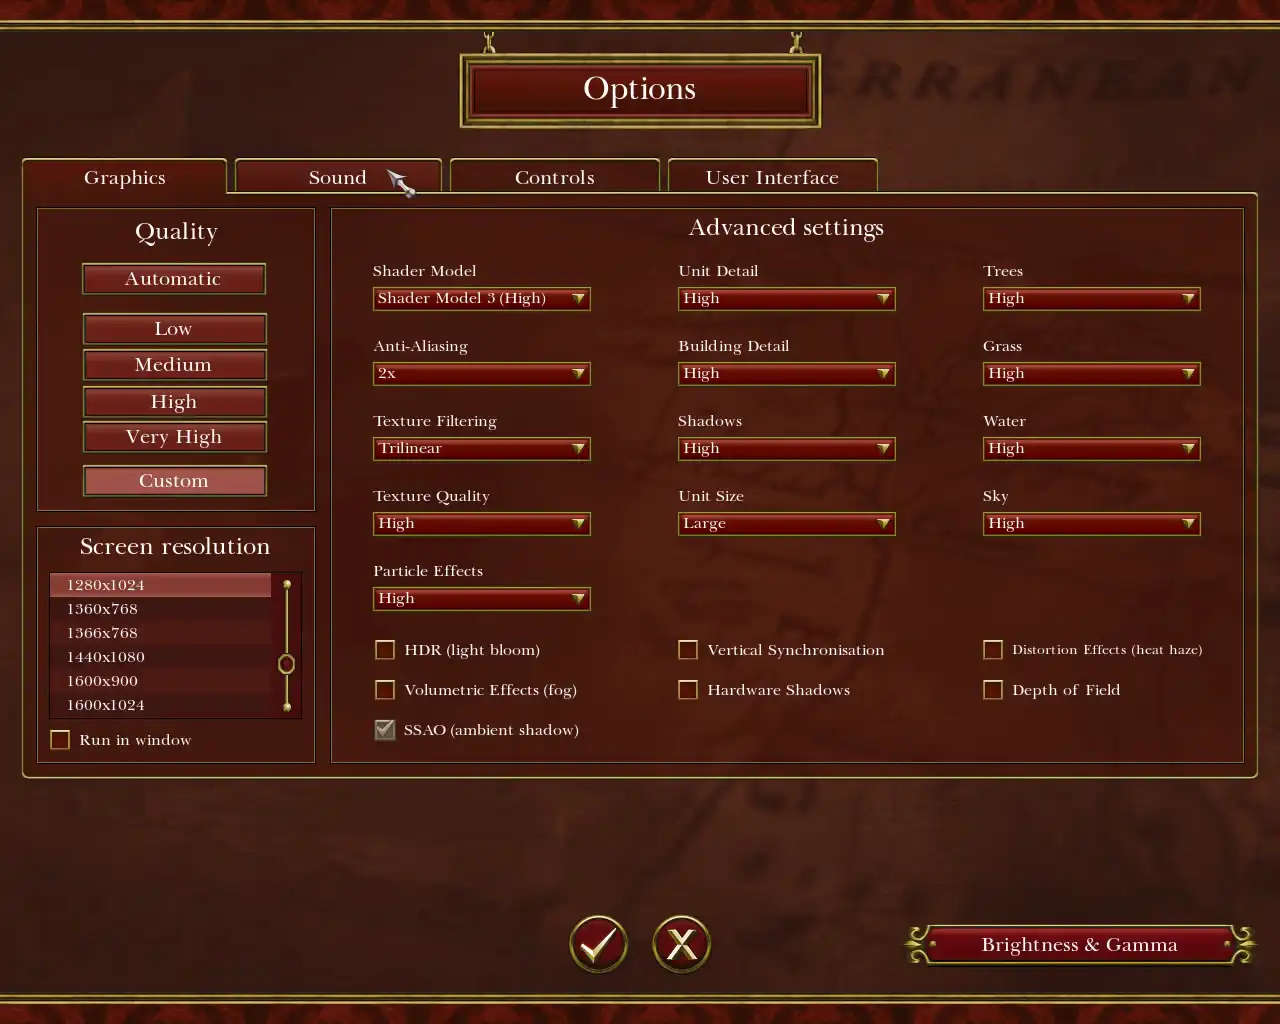 RRANEAN
Options
Graphics
Sound
Controls
User Interface
Quality
Automatic
Low
Medium
High
Very High
Custom
Screen resolution
1280x1024
1360x768
1366x768
1440x1080
1600x900
1600x1024
Run in window
Advanced settings
Shader Model
Shader Model 3 (High)
Unit Detail
High
Trees
High
Anti-Aliasing
2x
Building Detail
High
Grass
High
Texture Filtering
Trilinear
Shadows
High
Water
High
Texture Quality
High
Unit Size
Large
Sky
High
Particle Effects
High
HDR (light bloom)
Vertical Synchronisation
Distortion Effects (heat haze)
Volumetric Effects (fog)
Hardware Shadows
Depth of Field
SSAO (ambient shadow)
Brightness & Gamma